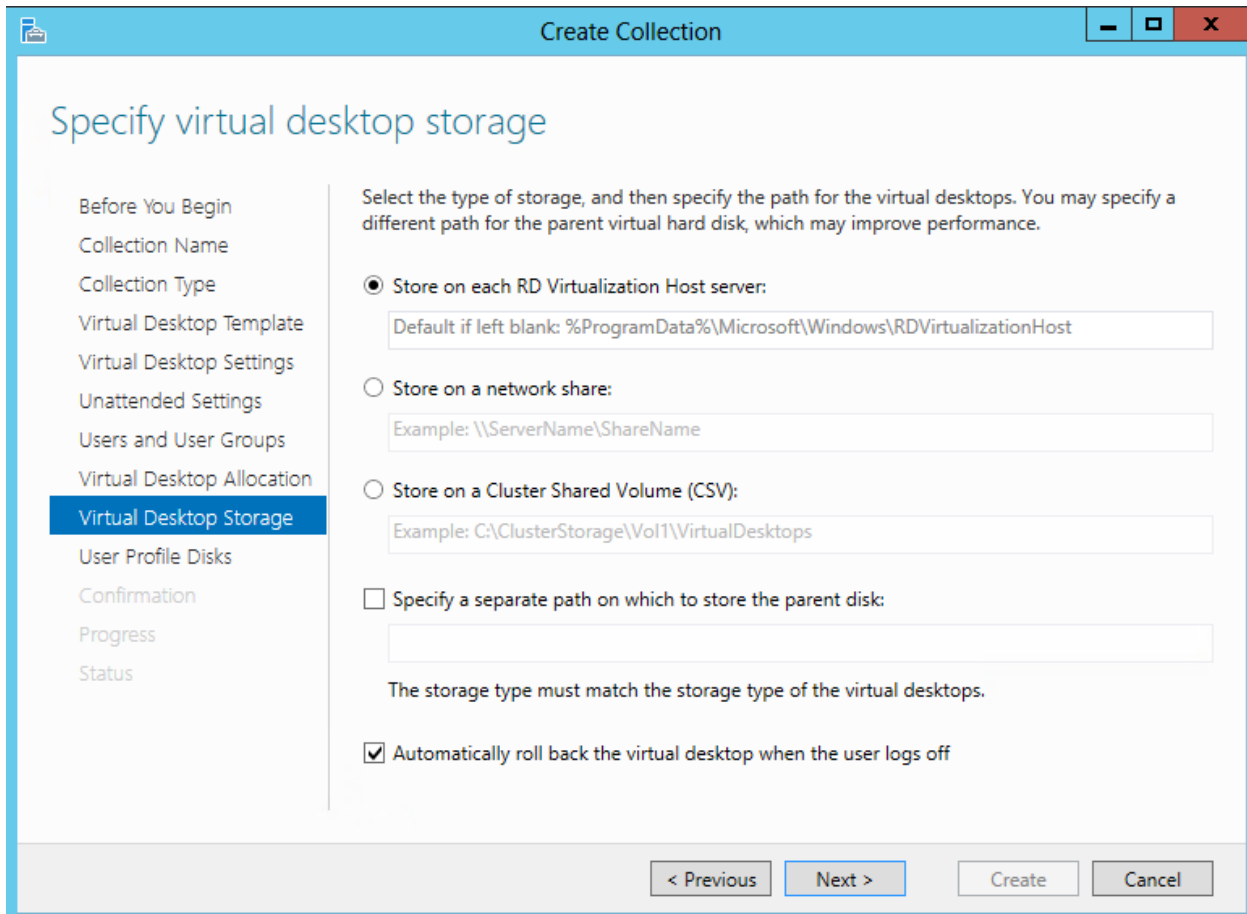 Create Collection
Specify virtual desktop storage
Before You Begin
Collection Name
Collection Type
Virtual Desktop Template
Virtual Desktop Settings
Unattended Settings
Users and User Groups
Virtual Desktop Allocation
Virtual Desktop Storage
User Profile Disks
Confirmation
Progress
Status
Select the type of storage, and then specify the path for the virtual desktops. You may specify a
different path for the parent virtual hard disk, which may improve performance.
Store on each RD Virtualization Host server:
Default if left blank: %ProgramData%\Microsoft\Windows\RDVirtualizationHost
Store on a network share:
Example: \\ServerName\ShareName
Store on a Cluster Shared Volume (CSV):
Example: C:\ClusterStorage\Vol1\VirtualDesktops
Specify a separate path on which to store the parent disk:
The storage type must match the storage type of the virtual desktops.
Automatically roll back the virtual desktop when the user logs off
< Previous
Next >
Create
Cancel